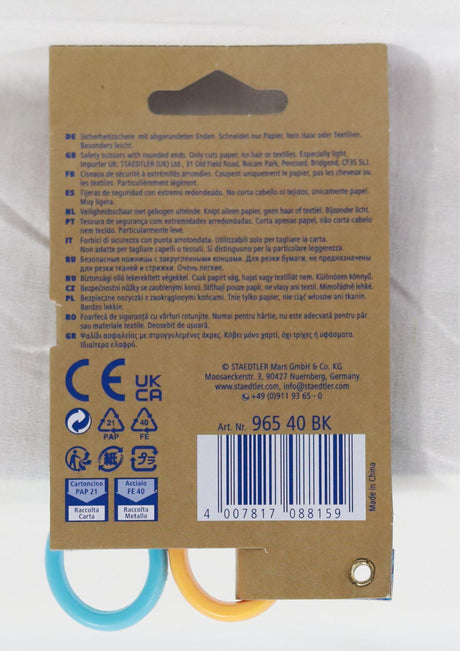 DE Sicherheitsschere mit abgerundeten Enden. Schneidet nur Papier, kein Haar oder Textilien.
Besonders leicht.
GB Safety scissors with rounded ends. Only cuts paper, no hair or textiles. Especially light.
Importer UK: STAEDTLER (UK) Ltd., 31 Old Field Road, Bocam Park, Pencoed, Bridgend, CF35 5LJ.
FR Ciseaux de sécurité à extrémités arrondies. Coupent uniquement le papier, pas les cheveux ou
les textiles. Particulièrement légèrent.
ES Tijeras de seguridad con extremo redondeado. No corta cabello ni tejidos, únicamente papel.
Muy ligera.
NL Veiligheidsschaar met gebogen uiteinde. Knipt alleen papier, geen haar of textiel. Bijzonder licht.
PT Tesoura de segurança com extremidades arredondadas. Corta apenas papel, não corta cabelo
nem tecido. Particularmente leve.
IT Forbici di sicurezza con punta arrotondata. Utilizzabili solo per tagliare la carta.
Non adatte per tagliare capelli o tessuti. Si distinguono per la particolare leggerezza.
RU Безопасные ножницы с закругленными концами. Для резки бумаги, не предназначены
для резки тканей и стрижки. Очень легкие.
HU Biztonsági olló lekerekített végekkel. Csak papírt vág, hajat vagy textíliát nem. Különösen könnyű.
CZ Bezpečnostní nůžky se zaoblenými konci. Stříhají pouze papír, ne vlasy ani textil. Mimořádně lehké.
PL Bezpieczne nożyczki z zaokrąglonymi końcami. Tnie tylko papier, nie ciąć włosów ani tkanin.
Bardzo lekkie.
RO Foarfecă de siguranță cu vârfuri rotunjite. Numai pentru hârtie, nu este adecvată pentru păr
sau materiale textile. Deosebit de ușoară.
GR Ψαλίδι ασφαλείας με στρογγυλεμένες άκρες. Κόβει μόνο χαρτί, όχι τρίχες ή υφάσματα.
Ιδιαίτερα ελαφρύ.
CE
UK
CA
© STAEDTLER Mars GmbH & Co. KG
Moosaeckerstr. 3, 90427 Nuernberg, Germany
www.staedtler.com, info@staedtler.com
+49 (0)911 93 65 - 0
21
PAP
40
FE
Art. Nr. 965 40 BK
Cartoncino
PAP 21
Raccolta
Carta
Acciaio
FE 40
Raccolta
Metallo
4 007817 088159
Made in China